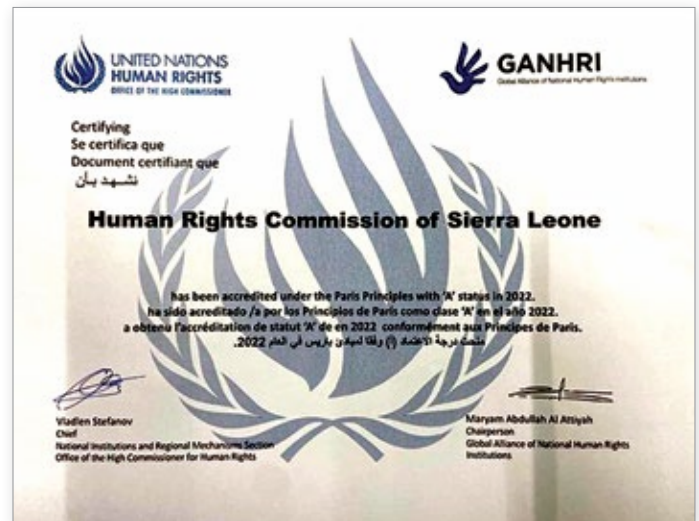 UNITED NATIONS
HUMAN RIGHTS
OFFICE OF THE HIGH COMMISSIONER
GANHRI
Global Alliance of National Human Rights Institutions
Certifying
Se certifica que
Document certifiant que
نشهد بأن
Human Rights Commission of Sierra Leone
has been accredited under the Paris Principles with 'A' status in 2022.
ha sido acreditado /a por los Principios de Paris como clase 'A' en el año 2022.
a obtenu l'accréditation de statut 'A' de en 2022 conformément aux Principes de Paris.
منحت درجة الاعتماد (أ) وفقا لمبادئ باريس في العام 2022.
Vladlen Stefanov
Chief
National Institutions and Regional Mechanisms Section
Office of the High Commissioner for Human Rights
Maryam Abdullah Al Attiyah
Chairperson
Global Alliance of National Human Rights
Institutions